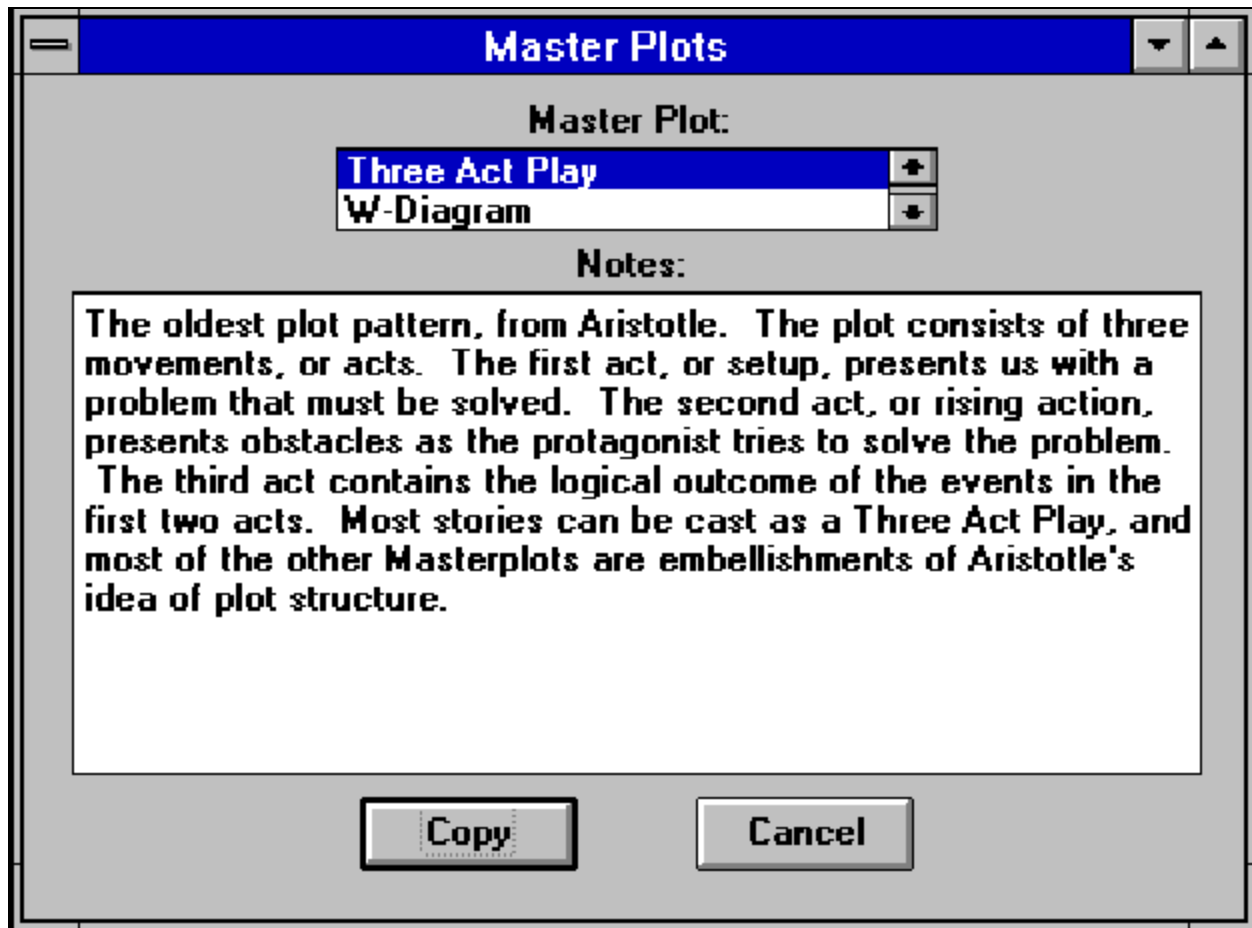 Master Plots
Master Plot:
Three Act Play
W-Diagram
Notes:
The oldest plot pattern, from Aristotle.  The plot consists of three
movements, or acts.  The first act, or setup, presents us with a
problem that must be solved.  The second act, or rising action,
presents obstacles as the protagonist tries to solve the problem.
The third act contains the logical outcome of the events in the
first two acts.  Most stories can be cast as a Three Act Play, and
most of the other Masterplots are embellishments of Aristotle's
idea of plot structure.
Copy
Cancel